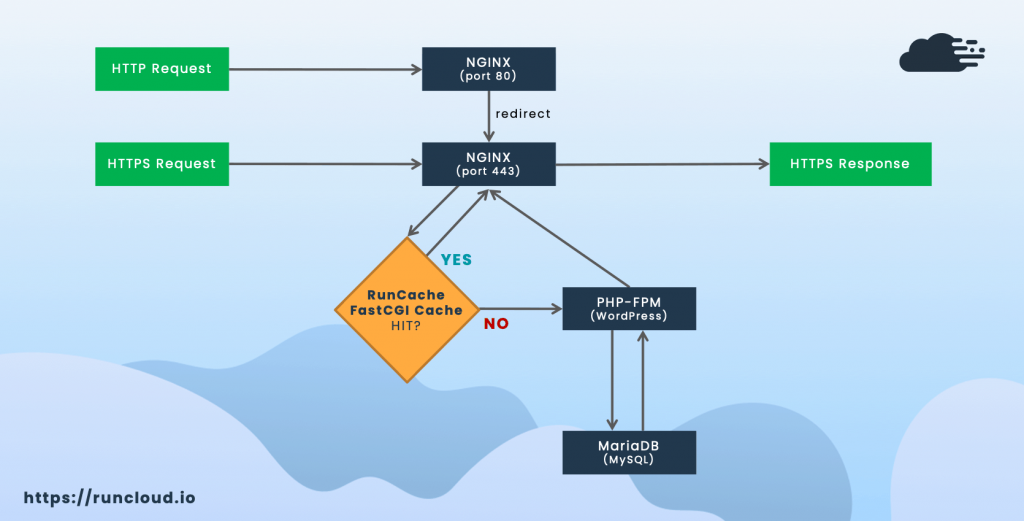 HTTP Request
NGINX
(port 80)
redirect
HTTPS Request
NGINX
(port 443)
HTTPS Response
YES
RunCache
FastCGI Cache
HIT?
NO
PHP-FPM
(WordPress)
MariaDB
(MySQL)
https://runcloud.io